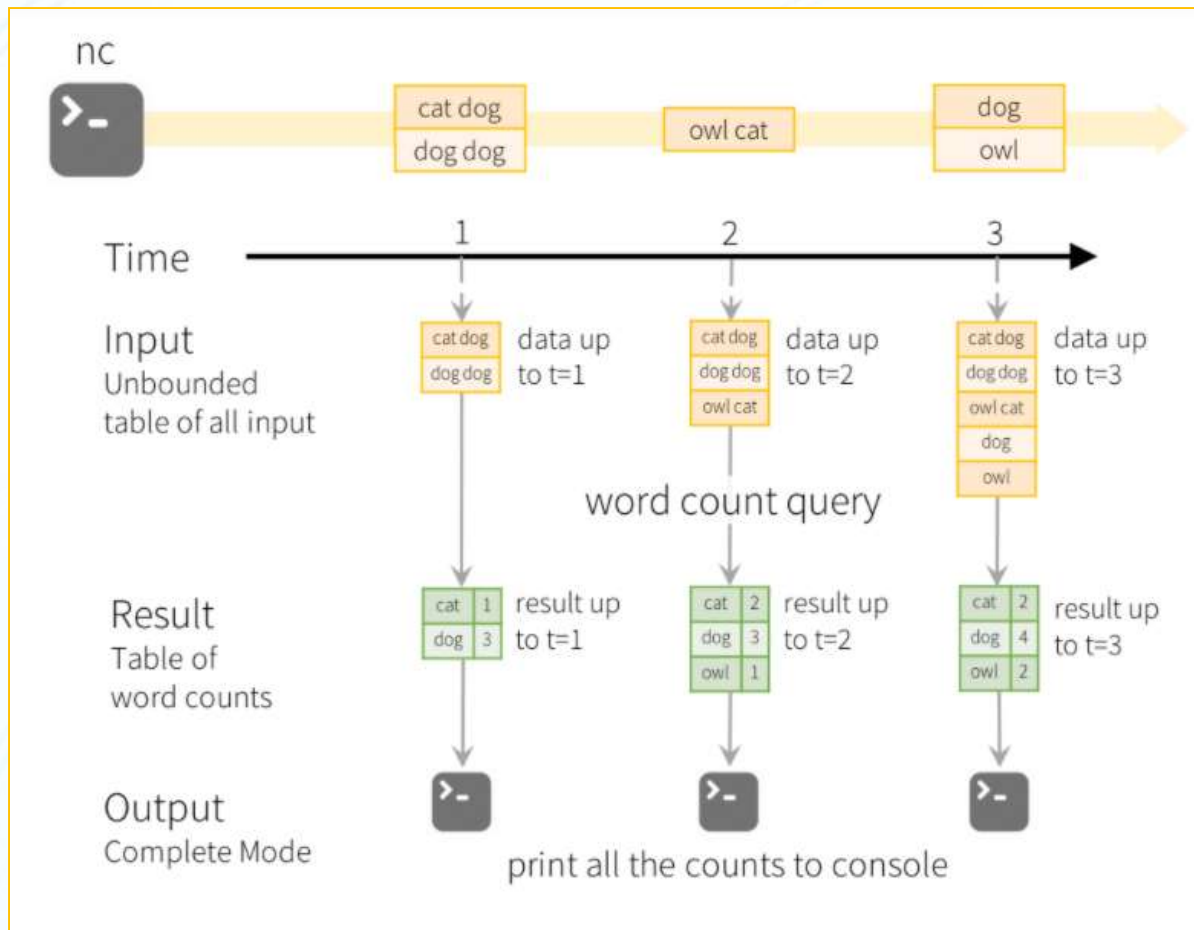 nc
cat dog
dog dog
owl cat
dog
owl
1
2
3
Time
Input
Unbounded
table of all input
cat dog
dog dog
data up
to t=1
cat dog
dog dog
owl cat
data up
to t=2
cat dog
dog dog
owl cat
dog
owl
data up
to t=3
word count query
Result
Table of
word counts
cat 1
dog 3
result up
to t=1
cat 2
dog 3
owl 1
result up
to t=2
cat 2
dog 4
owl 2
result up
to t=3
Output
Complete Mode
print all the counts to console